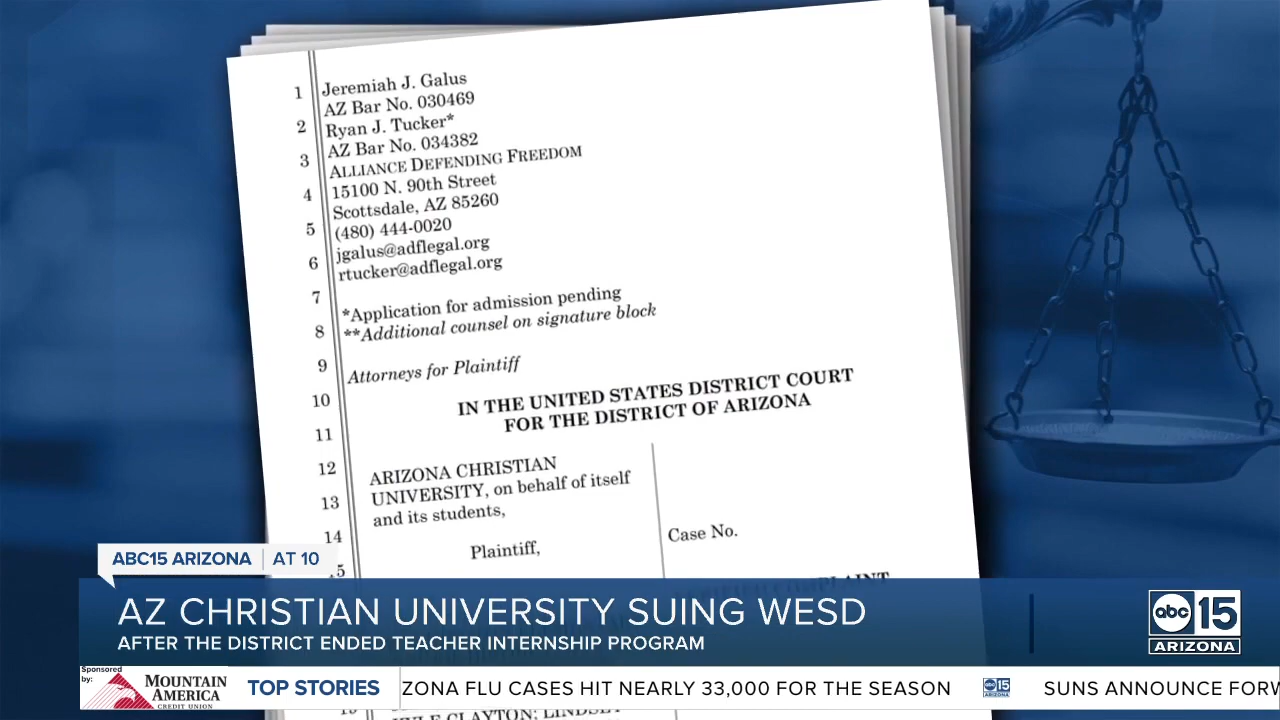 1
Jeremiah J. Galus
AZ Bar No. 030469
2
Ryan J. Tucker*
AZ Bar No. 034382
3
ALLIANCE DEFENDING FREEDOM
4
15100 N. 90th Street
Scottsdale, AZ 85260
5
(480) 444-0020
jgalus@adflegal.org
6
rtucker@adflegal.org
7
*Application for admission pending
8
**Additional counsel on signature block
9
Attorneys for Plaintiff
10
IN THE UNITED STATES DISTRICT COURT
11
FOR THE DISTRICT OF ARIZONA
12
ARIZONA CHRISTIAN
13
UNIVERSITY, on behalf of itself
and its students,
14
Plaintiff,
Case No.
ABC15 ARIZONA | AT 10
AZ CHRISTIAN UNIVERSITY SUING WESD
AFTER THE DISTRICT ENDED TEACHER INTERNSHIP PROGRAM
abc 15
ARIZONA
Sponsored
by:
MOUNTAIN
AMERICA
CREDIT UNION
TOP STORIES
ZONA FLU CASES HIT NEARLY 33,000 FOR THE SEASON
abc 15
ARIZONA
SUNS ANNOUNCE FORW